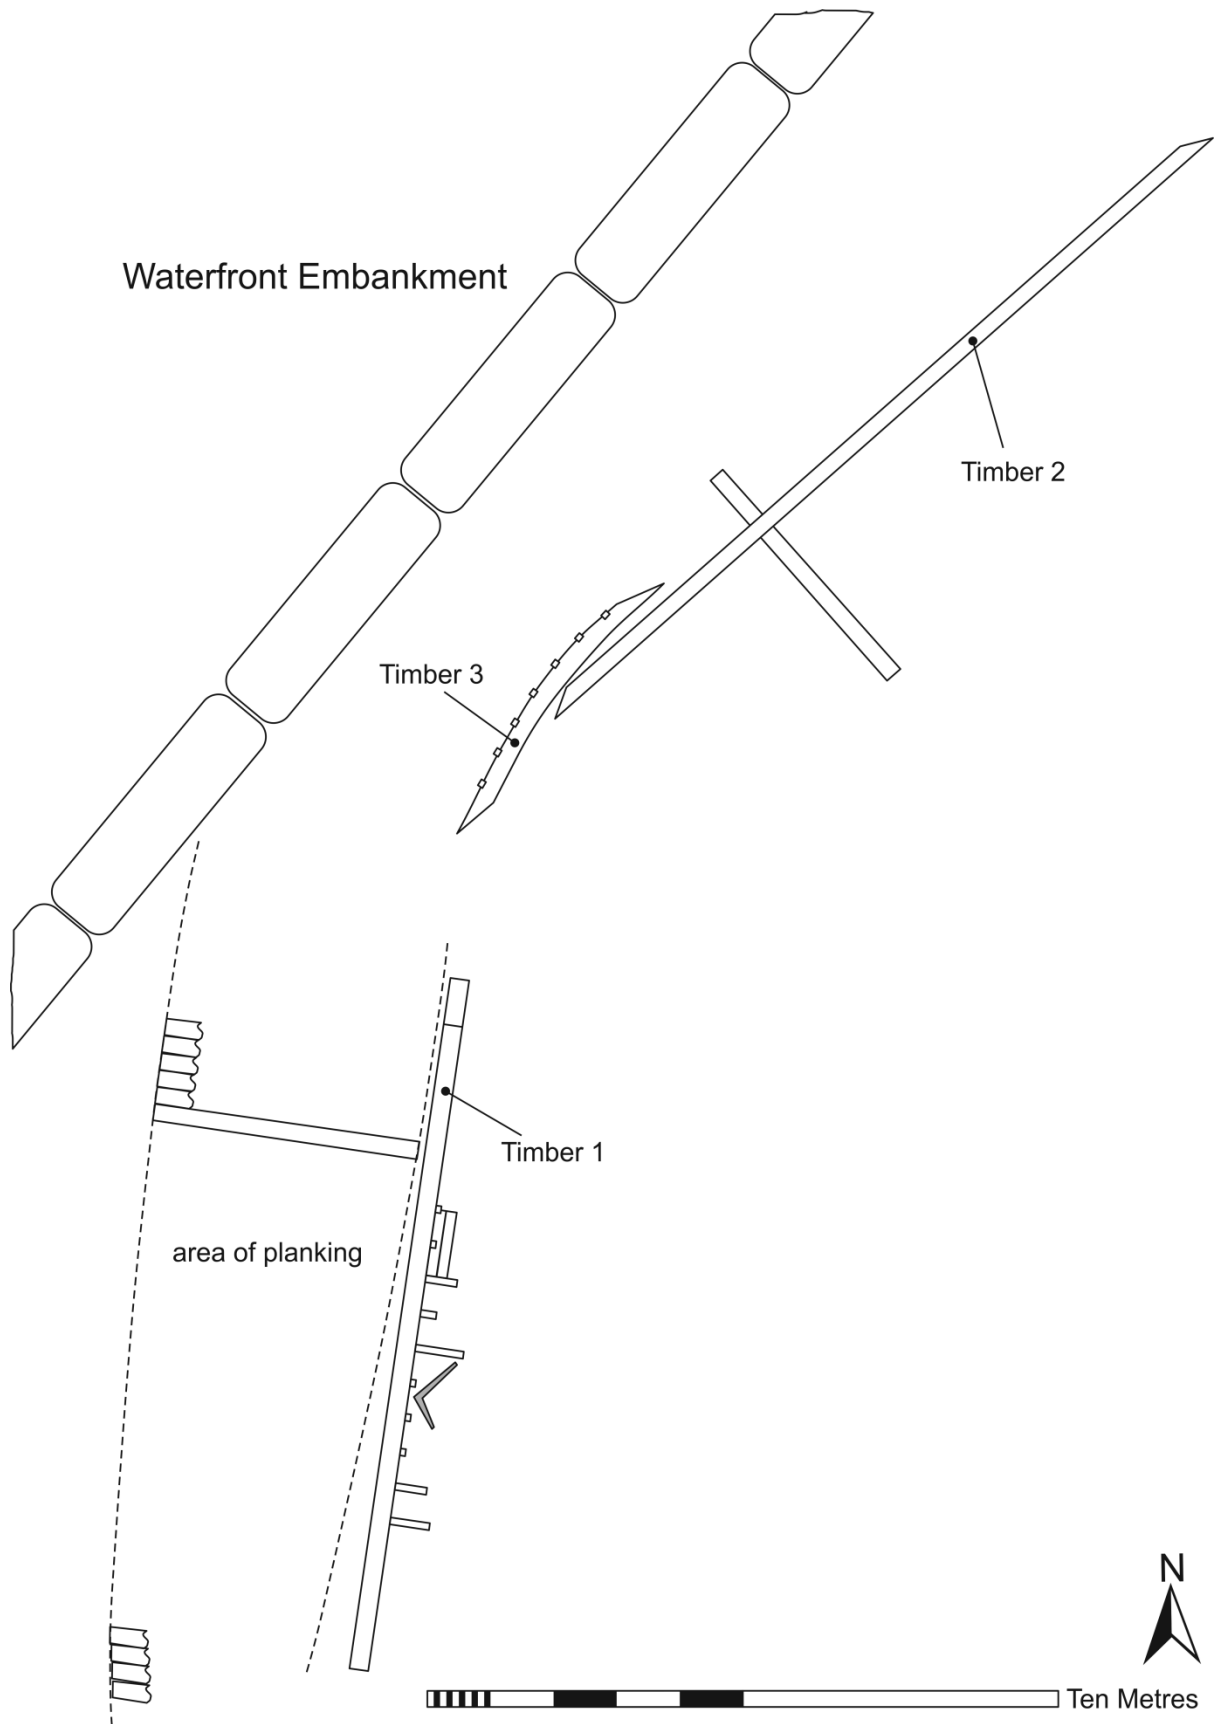 Waterfront Embankment
Timber 2
Timber 3
Timber 1
area of planking
N
Ten Metres